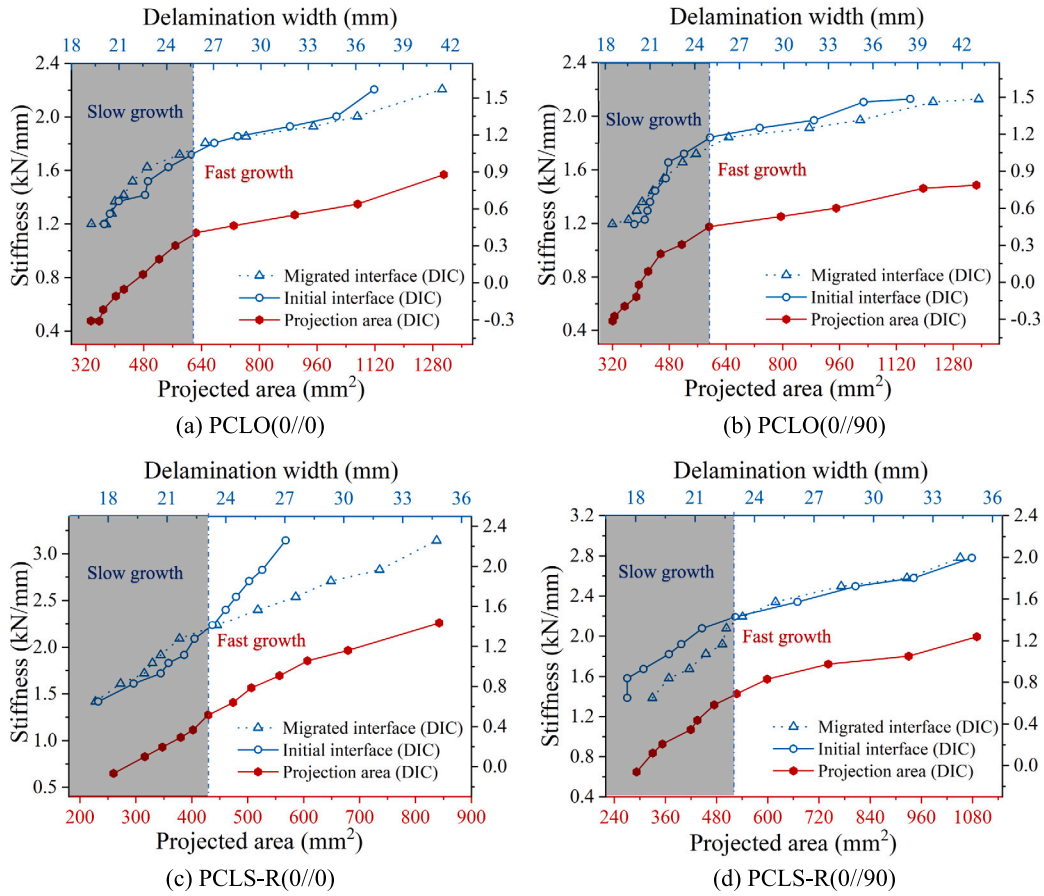 Delamination width (mm)
18 21 24 27 30 33 36 39 42
2.4
2.0
1.6
1.2
0.8
0.4
Stiffness (kN/mm)
Slow growth
Fast growth
Migrated interface (DIC)
Initial interface (DIC)
Projection area (DIC)
1.5
1.2
0.9
0.6
0.3
0.0
-0.3
320 480 640 800 960 1120 1280
Projected area (mm²)
(a) PCLO(0//0)
Delamination width (mm)
18 21 24 27 30 33 36 39 42
2.4
2.0
1.6
1.2
0.8
0.4
Stiffness (kN/mm)
Slow growth
Fast growth
Migrated interface (DIC)
Initial interface (DIC)
Projection area (DIC)
1.5
1.2
0.9
0.6
0.3
0.0
-0.3
320 480 640 800 960 1120 1280
Projected area (mm²)
(b) PCLO(0//90)
Delamination width (mm)
18 21 24 27 30 33 36
3.0
2.5
2.0
1.5
1.0
0.5
Stiffness (kN/mm)
Slow growth
Fast growth
Migrated interface (DIC)
Initial interface (DIC)
Projection area (DIC)
2.4
2.0
1.6
1.2
0.8
0.4
0.0
200 300 400 500 600 700 800 900
Projected area (mm²)
(c) PCLS-R(0//0)
Delamination width (mm)
18 21 24 27 30 33 36
3.2
2.8
2.4
2.0
1.6
1.2
0.8
0.4
Stiffness (kN/mm)
Slow growth
Fast growth
Migrated interface (DIC)
Initial interface (DIC)
Projection area (DIC)
2.4
2.0
1.6
1.2
0.8
0.4
0.0
240 360 480 600 720 840 960 1080
Projected area (mm²)
(d) PCLS-R(0//90)